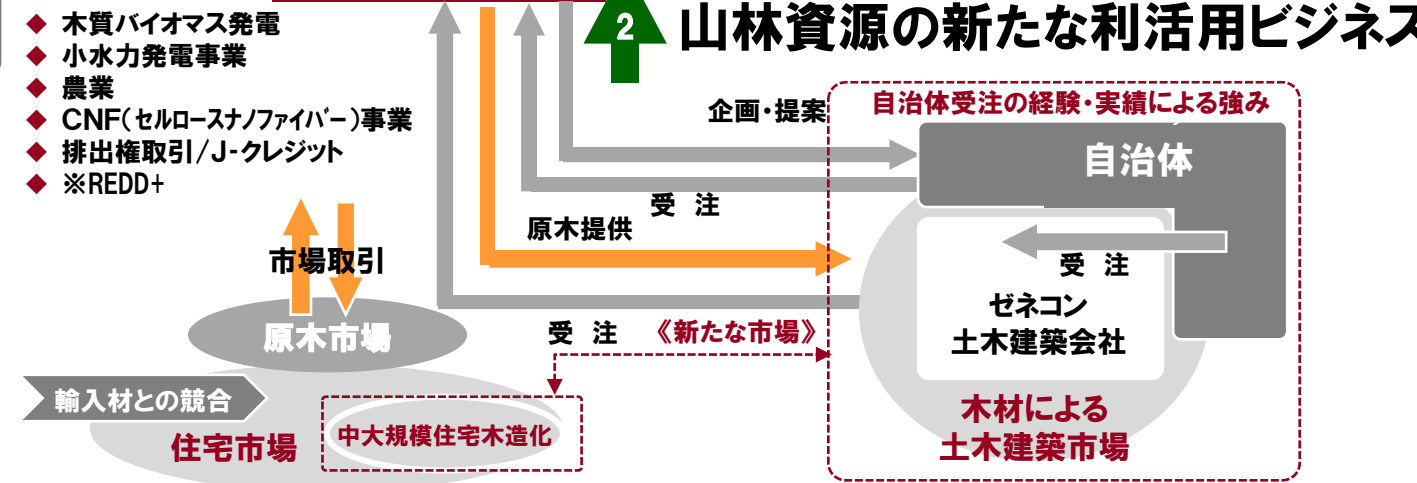 ◆ 木質バイオマス発電
◆ 小水力発電事業
◆ 農業
◆ CNF(セルロースナノファイバー)事業
◆ 排出権取引/J-クレジット
◆ ※REDD+
2
山林資源の新たな利活用ビジネス
企画・提案
自治体受注の経験・実績による強み
自治体
受 注
原木提供
市場取引
受 注
ゼネコン
土木建築会社
原木市場
受 注
《新たな市場》
輸入材との競合
住宅市場
中大規模住宅木造化
木材による
土木建築市場